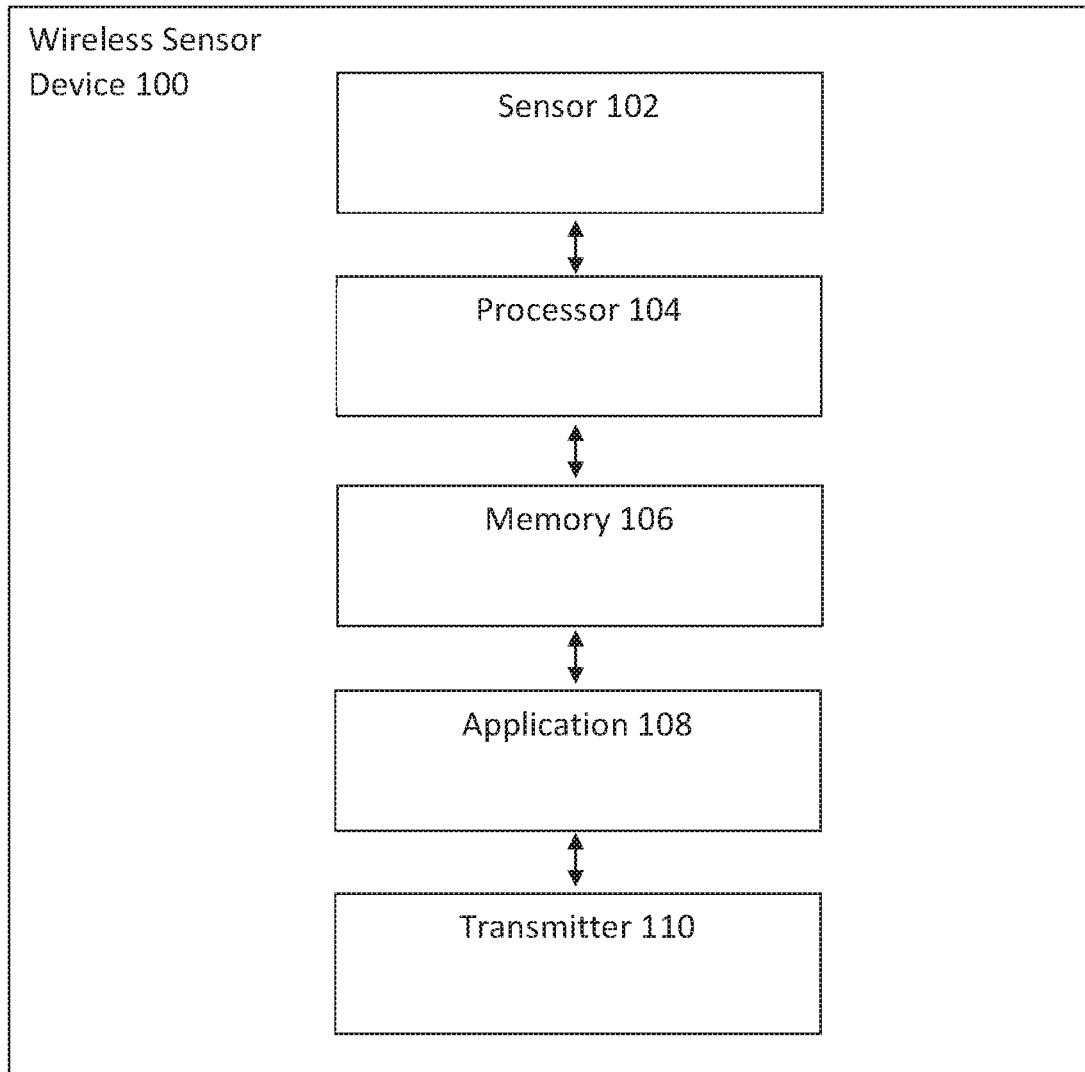 Wireless Sensor
Device 100
Sensor 102
Processor 104
Memory 106
Application 108
Transmitter 110